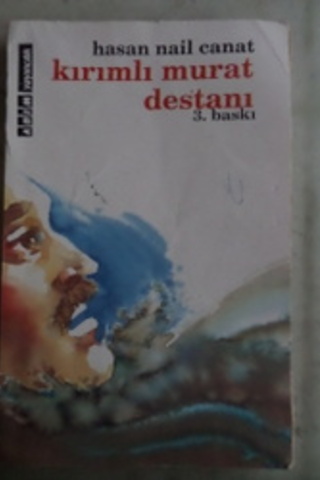 hasan nail canat
kırımlı murat
destanı
3. baskı